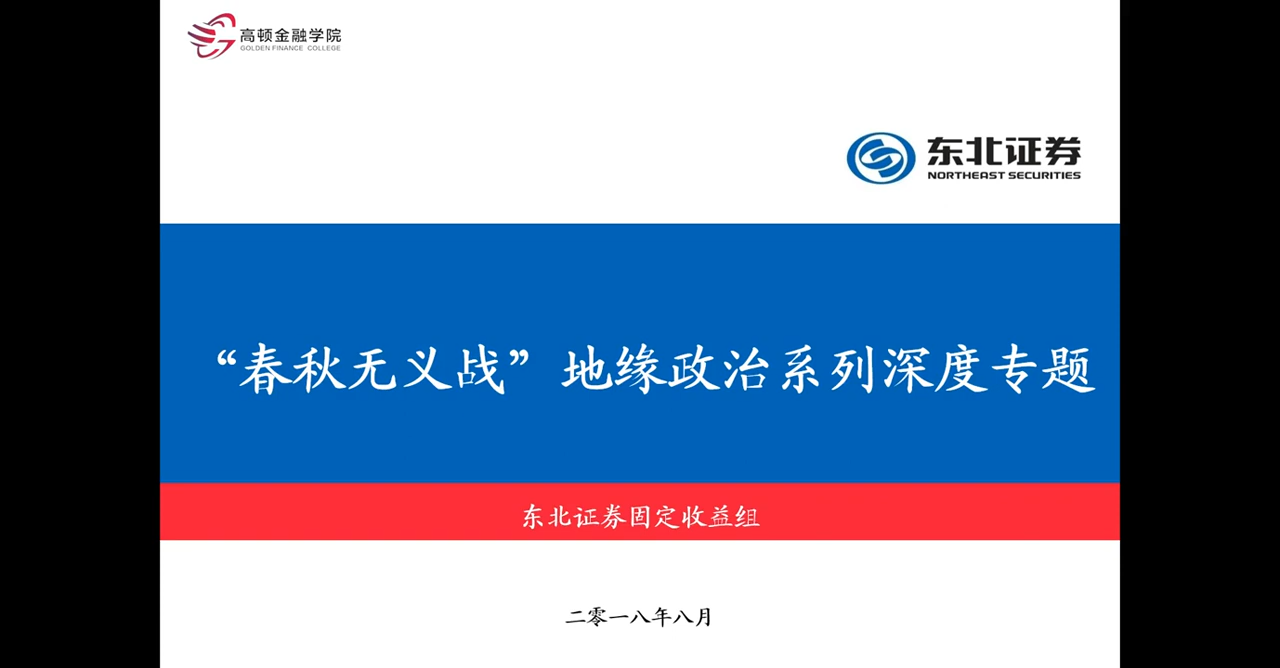 高顿金融学院
GOLDEN FINANCE COLLEGE
东北证券
NORTHEAST SECURITIES
“春秋无义战”地缘政治系列深度专题
东北证券固定收益组
二零一八年八月